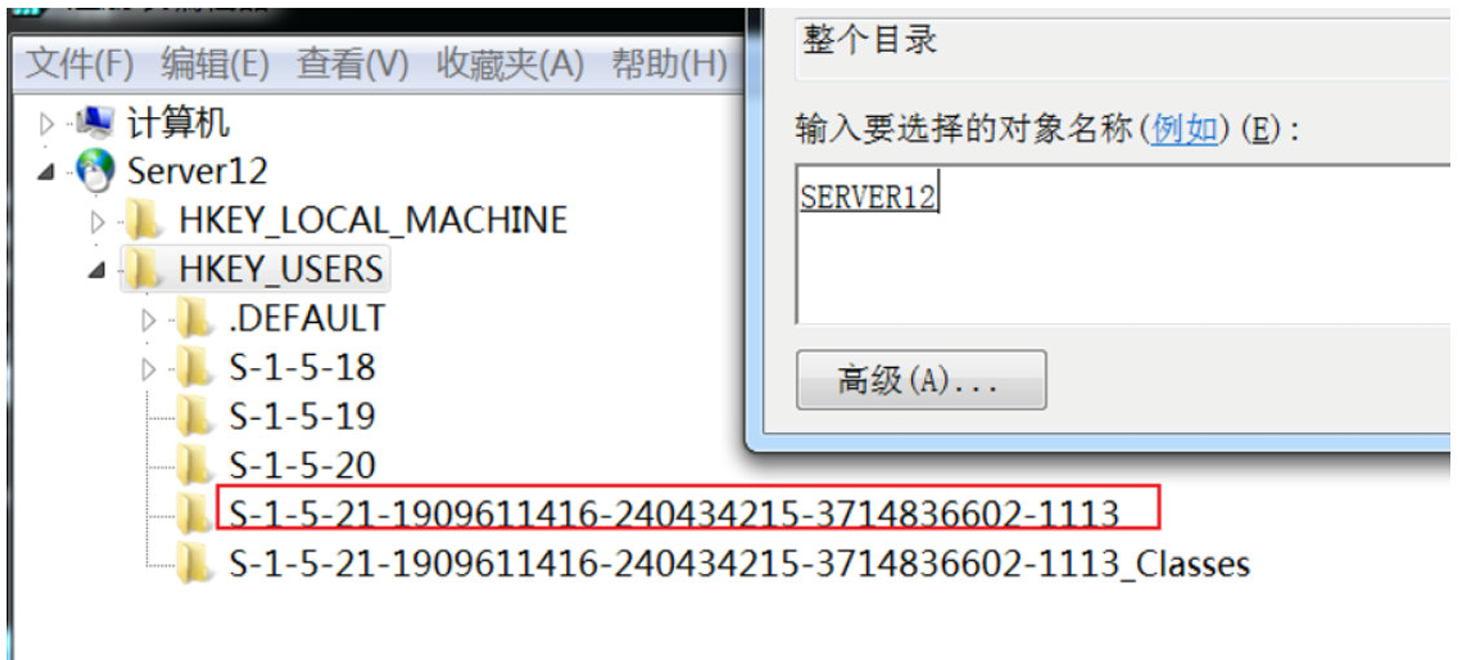 文件(F) 编辑(E) 查看(V) 收藏夹(A) 帮助(H)
计算机
Server12
HKEY_LOCAL_MACHINE
HKEY_USERS
.DEFAULT
S-1-5-18
S-1-5-19
S-1-5-20
S-1-5-21-1909611416-240434215-3714836602-1113
S-1-5-21-1909611416-240434215-3714836602-1113_Classes
整个目录
输入要选择的对象名称(例如)(E):
SERVER12
高级(A)...